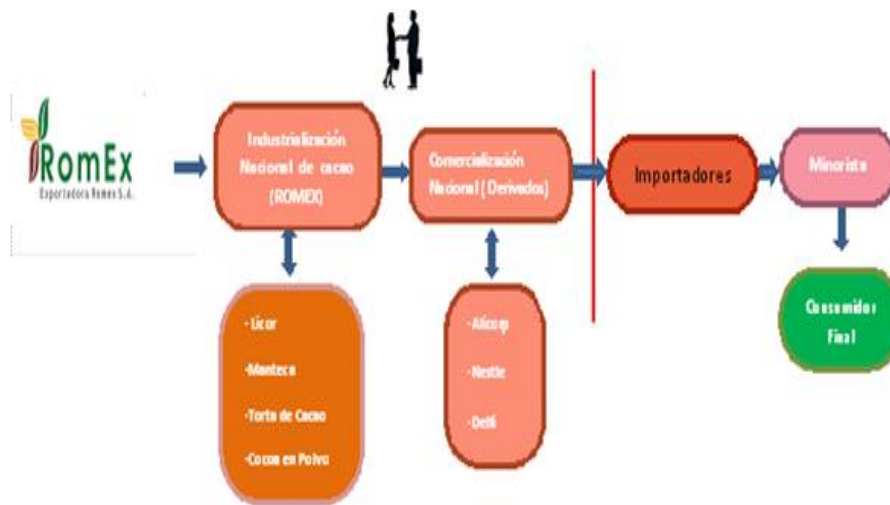 RomEx
Exportadora Romex S.A.
Industrialización
Nacional de cacao
(ROMEX)
Comercialización
Nacional ( Derivados)
Importadores
Minorista
- Licor
-Manteca
-Torta de Cacao
-Cocoa en Polvo
-Alicorp
-Nestle
Consumidor
Final